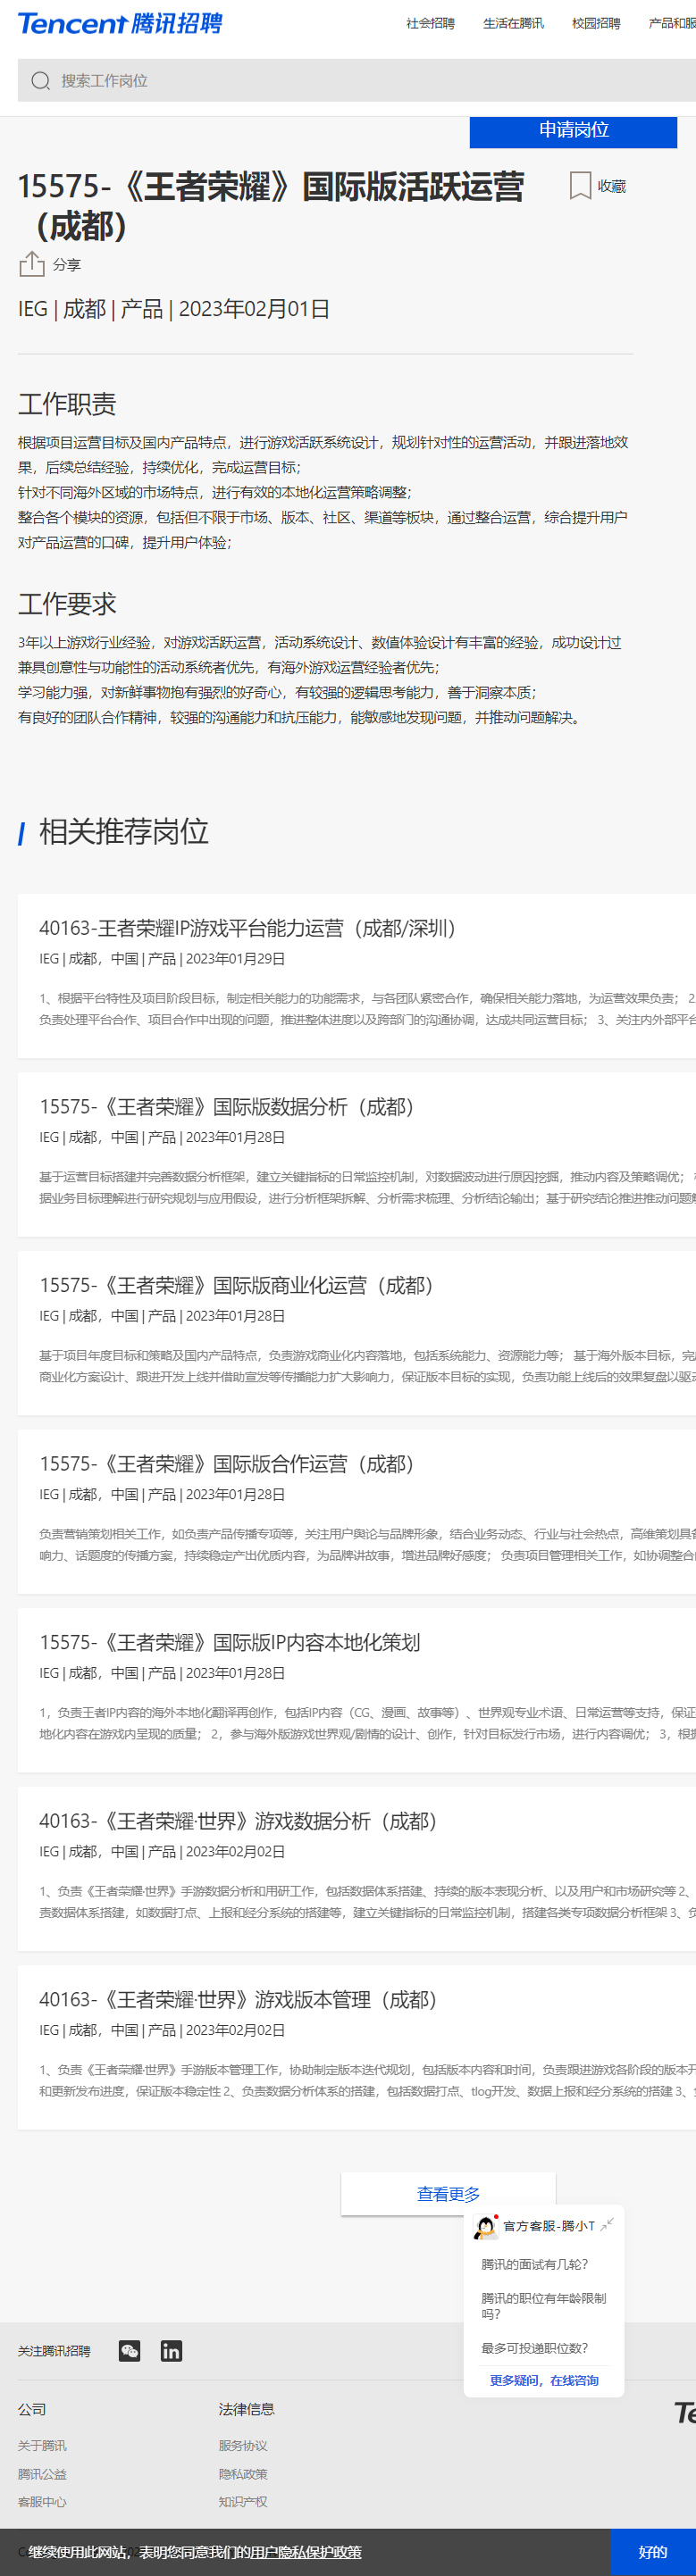 Tencent 腾讯招聘
社会招聘 生活在腾讯 校园招聘 产品和服
搜索工作岗位
申请岗位
15575-《王者荣耀》国际版活跃运营
（成都）
收藏
分享
IEG | 成都 | 产品 | 2023年02月01日
工作职责
根据项目运营目标及国内产品特点，进行游戏活跃系统设计，规划针对性的运营活动，并跟进落地效
果，后续总结经验，持续优化，完成运营目标；
针对不同海外区域的市场特点，进行有效的本地化运营策略调整；
整合各个模块的资源，包括但不限于市场、版本、社区、渠道等板块，通过整合运营，综合提升用户
对产品运营的口碑，提升用户体验；
工作要求
3年以上游戏行业经验，对游戏活跃运营，活动系统设计、数值体验设计有丰富的经验，成功设计过
兼具创意性与功能性的活动系统者优先，有海外游戏运营经验者优先；
学习能力强，对新鲜事物抱有强烈的好奇心，有较强的逻辑思考能力，善于洞察本质；
有良好的团队合作精神，较强的沟通能力和抗压能力，能敏感地发现问题，并推动问题解决。
相关推荐岗位
40163-王者荣耀IP游戏平台能力运营（成都/深圳）
IEG | 成都，中国 | 产品 | 2023年01月29日
1、根据平台特性及项目阶段目标，制定相关能力的功能需求，与各团队紧密合作，确保相关能力落地，为运营效果负责； 2
负责处理平台合作、项目合作中出现的问题，推进整体进度以及跨部门的沟通协调，达成共同运营目标； 3、关注内外部平台
15575-《王者荣耀》国际版数据分析（成都）
IEG | 成都，中国 | 产品 | 2023年01月28日
基于运营目标搭建并完善数据分析框架，建立关键指标的日常监控机制，对数据波动进行原因挖掘，推动内容及策略调优；
据业务目标理解进行研究规划与应用假设，进行分析框架拆解、分析需求梳理、分析结论输出；基于研究结论推进推动问题解
15575-《王者荣耀》国际版商业化运营（成都）
IEG | 成都，中国 | 产品 | 2023年01月28日
基于项目年度目标和策略及国内产品特点，负责游戏商业化内容落地，包括系统能力、资源能力等； 基于海外版本目标，完
商业化方案设计、跟进开发上线并借助宣发等传播能力扩大影响力，保证版本目标的实现，负责功能上线后的效果复盘以驱动
15575-《王者荣耀》国际版合作运营（成都）
IEG | 成都，中国 | 产品 | 2023年01月28日
负责营销策划相关工作，如负责产品传播专项等，关注用户舆论与品牌形象，结合业务动态、行业与社会热点，高维策划具备
响力、话题度的传播方案，持续稳定产出优质内容，为品牌讲故事，增进品牌好感度； 负责项目管理相关工作，如协调整合
15575-《王者荣耀》国际版IP内容本地化策划
IEG | 成都，中国 | 产品 | 2023年01月28日
1，负责王者IP内容的海外本地化翻译再创作，包括IP内容（CG、漫画、故事等）、世界观专业术语、日常运营等支持，保证
地化内容在游戏内呈现的质量； 2，参与海外版游戏世界观/剧情的设计、创作，针对目标发行市场，进行内容调优； 3，根据
40163-《王者荣耀·世界》游戏数据分析（成都）
IEG | 成都，中国 | 产品 | 2023年02月02日
1、负责《王者荣耀·世界》手游数据分析和用研工作，包括数据体系搭建、持续的版本表现分析、以及用户和市场研究等 2、
责数据体系搭建，如数据打点、上报和经分系统的搭建等，建立关键指标的日常监控机制，搭建各类专项数据分析框架 3、负
40163-《王者荣耀·世界》游戏版本管理（成都）
IEG | 成都，中国 | 产品 | 2023年02月02日
1、负责《王者荣耀·世界》手游版本管理工作，协助制定版本迭代规划，包括版本内容和时间，负责跟进游戏各阶段的版本开
和更新发布进度，保证版本稳定性 2、负责数据分析体系的搭建，包括数据打点、tlog开发、数据上报和经分系统的搭建 3、
查看更多
官方客服-腾小T
腾讯的面试有几轮？
腾讯的职位有年龄限制
吗？
最多可投递职位数？
更多疑问，在线咨询
关注腾讯招聘
公司 法律信息
关于腾讯 服务协议
腾讯公益 隐私政策
客服中心 知识产权
继续使用此网站，表明您同意我们的用户隐私保护政策
好的